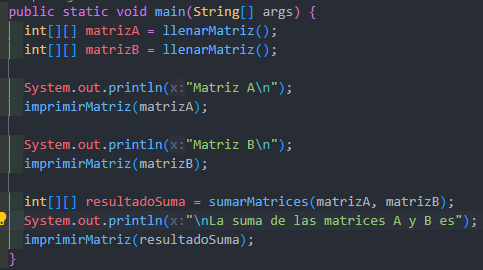 public static void main(String[] args) {
int[][] matrizA = llenarMatriz();
int[][] matrizB = llenarMatriz();
System.out.println(x:"Matriz A\n");
imprimirMatriz(matrizA);
System.out.println(x:"Matriz B\n");
imprimirMatriz(matrizB);
int[][] resultadoSuma = sumarMatrices(matrizA, matrizB);
System.out.println(x:"\nLa suma de las matrices A y B es");
imprimirMatriz(resultadoSuma);
}